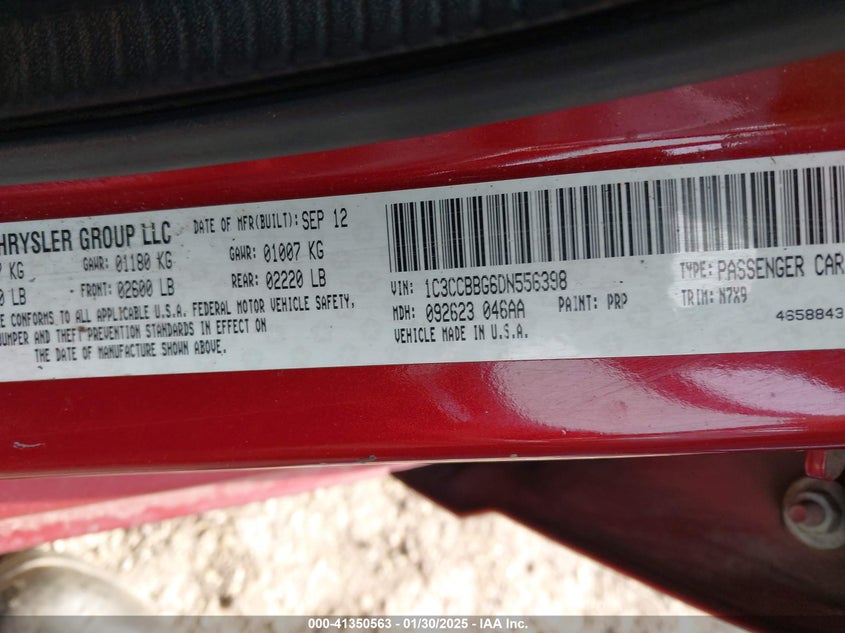 HRYSLER GROUP LLC
DATE OF MFR(BUILT): SEP 12
KG GAWR: 01180 KG GAWR: 01007 KG
LB FRONT: 02600 LB REAR: 02220 LB
E CONFORMS TO ALL APPLICABLE U.S.A. FEDERAL MOTOR VEHICLE SAFETY,
UMPER AND THEFT PREVENTION STANDARDS IN EFFECT ON
THE DATE OF MANUFACTURE SHOWN ABOVE.
VIN: 1C3CCBBG6DN556398 TYPE: PASSENGER CAR
MDH: 092623 046AA PAINT: PRP TRIM: N7X9
VEHICLE MADE IN U.S.A. 4658843
000-41350563 — 01/30/2025 — IAA Inc.